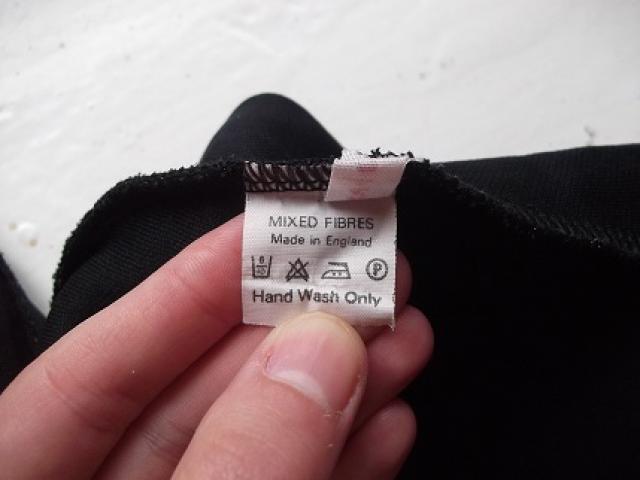 MIXED FIBRES
Made in England
P
Hand Wash Only